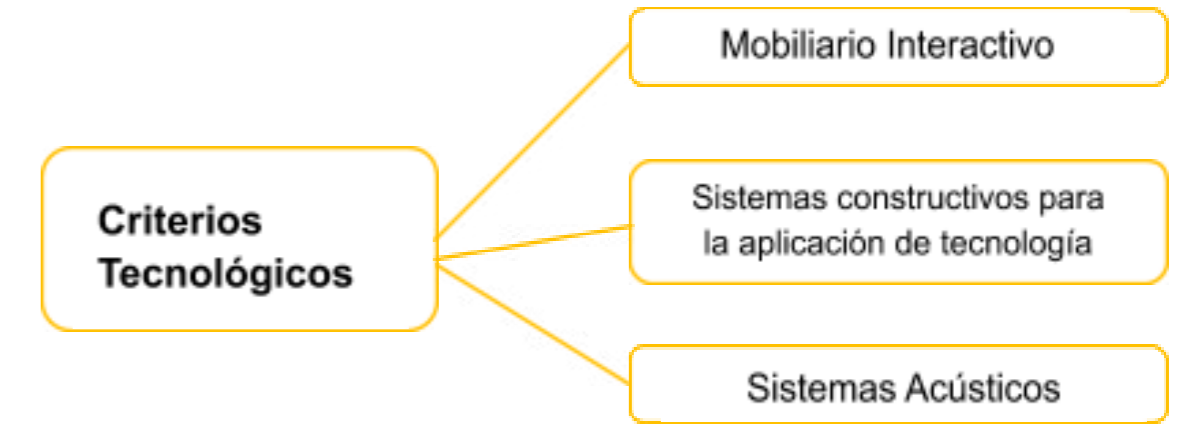 Mobiliario Interactivo
Criterios
Tecnológicos
Sistemas constructivos para
la aplicación de tecnología
Sistemas Acústicos